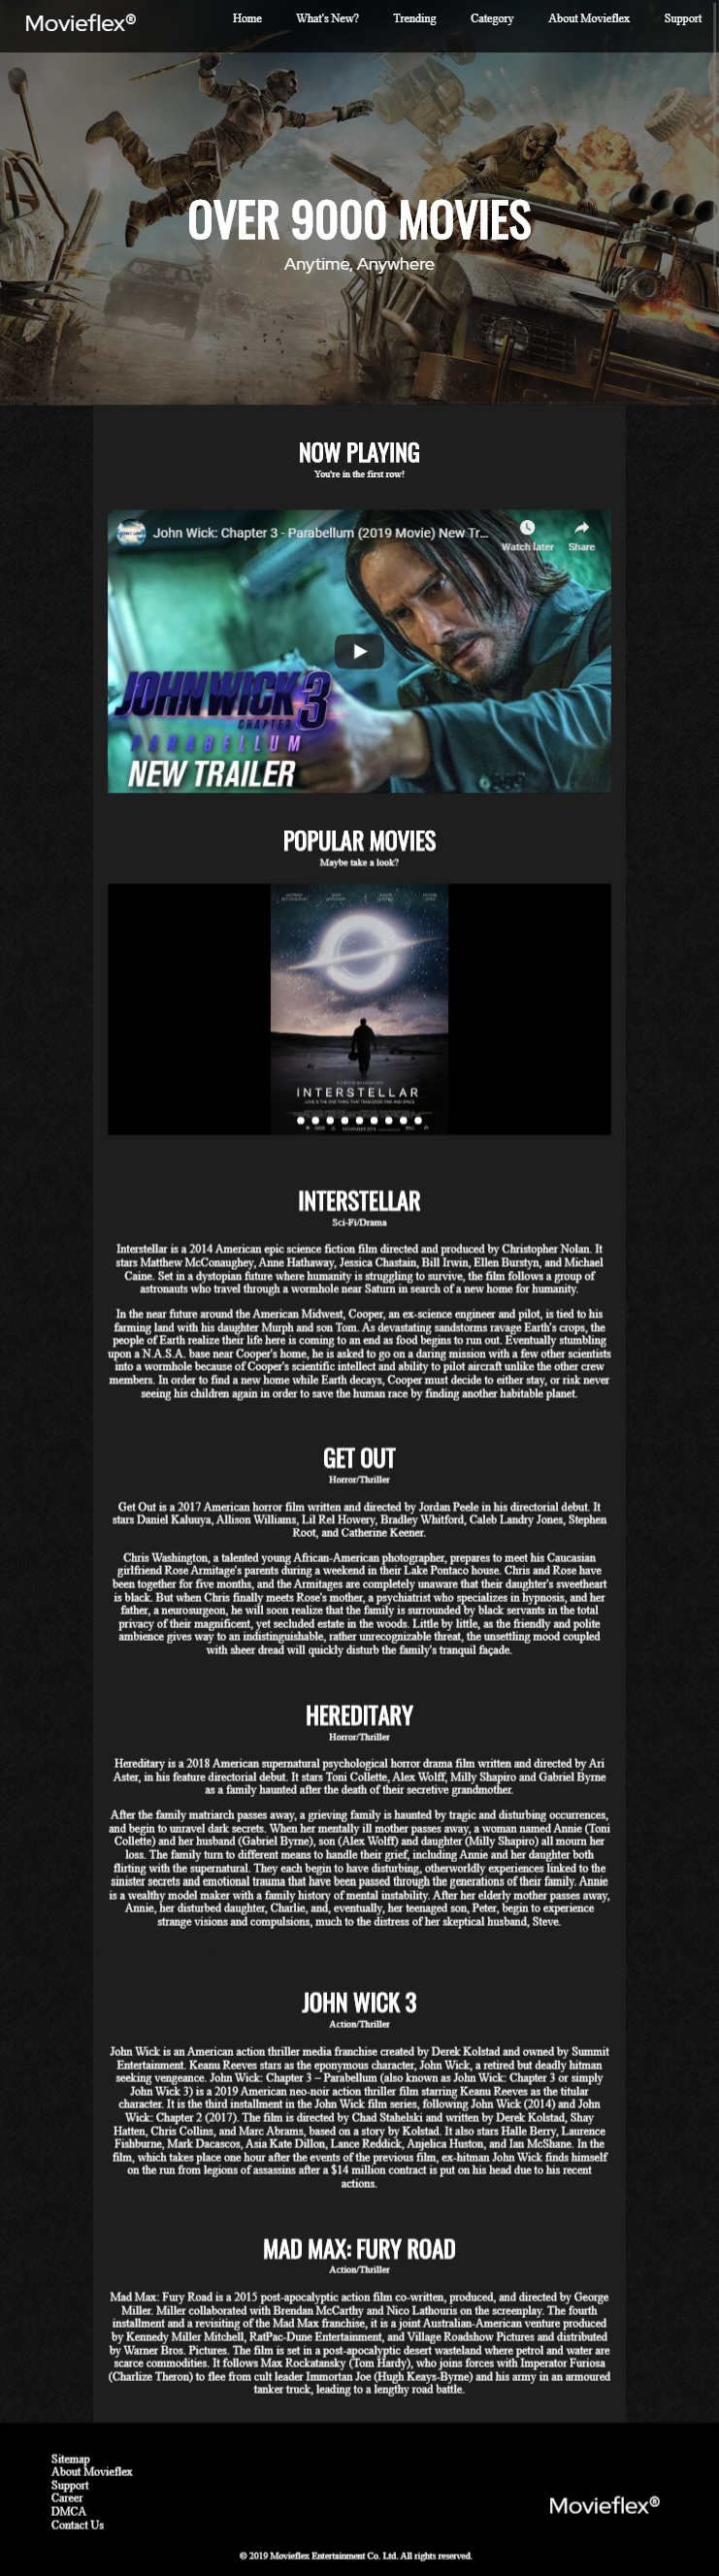 Movieflex®
Home
What's New?
Trending
Category
About Movieflex
Support
OVER 9000 MOVIES
Anytime, Anywhere
NOW PLAYING
You're in the first row!
John Wick: Chapter 3 - Parabellum (2019 Movie) New Tr...
Watch later
Share
JOHN WICK 3
CHAPTER
PARABELLUM
NEW TRAILER
POPULAR MOVIES
Maybe take a look?
INTERSTELLAR
LOVE IS THE ONE THING THAT TRANSCENDS TIME AND SPACE
NOVEMBER 2014
INTERSTELLAR
Sci-Fi/Drama
Interstellar is a 2014 American epic science fiction film directed and produced by Christopher Nolan. It
stars Matthew McConaughey, Anne Hathaway, Jessica Chastain, Bill Irwin, Ellen Burstyn, and Michael
Caine. Set in a dystopian future where humanity is struggling to survive, the film follows a group of
astronauts who travel through a wormhole near Saturn in search of a new home for humanity.
In the near future around the American Midwest, Cooper, an ex-science engineer and pilot, is tied to his
farming land with his daughter Murph and son Tom. As devastating sandstorms ravage Earth's crops, the
people of Earth realize their life here is coming to an end as food begins to run out. Eventually stumbling
upon a N.A.S.A. base near Cooper's home, he is asked to go on a daring mission with a few other scientists
into a wormhole because of Cooper's scientific intellect and ability to pilot aircraft unlike the other crew
members. In order to find a new home while Earth decays, Cooper must decide to either stay, or risk never
seeing his children again in order to save the human race by finding another habitable planet.
GET OUT
Horror/Thriller
Get Out is a 2017 American horror film written and directed by Jordan Peele in his directorial debut. It
stars Daniel Kaluuya, Allison Williams, Lil Rel Howery, Bradley Whitford, Caleb Landry Jones, Stephen
Root, and Catherine Keener.
Chris Washington, a talented young African-American photographer, prepares to meet his Caucasian
girlfriend Rose Armitage's parents during a weekend in their Lake Pontaco house. Chris and Rose have
been together for five months, and the Armitages are completely unaware that their daughter's sweetheart
is black. But when Chris finally meets Rose's mother, a psychiatrist who specializes in hypnosis, and her
father, a neurosurgeon, he will soon realize that the family is surrounded by black servants in the total
privacy of their magnificent, yet secluded estate in the woods. Little by little, as the friendly and polite
ambience gives way to an indistinguishable, rather unrecognizable threat, the unsettling mood coupled
with sheer dread will quickly disturb the family's tranquil façade.
HEREDITARY
Horror/Thriller
Hereditary is a 2018 American supernatural psychological horror drama film written and directed by Ari
Aster, in his feature directorial debut. It stars Toni Collette, Alex Wolff, Milly Shapiro and Gabriel Byrne
as a family haunted after the death of their secretive grandmother.
After the family matriarch passes away, a grieving family is haunted by tragic and disturbing occurrences,
and begin to unravel dark secrets. When her mentally ill mother passes away, a woman named Annie (Toni
Collette) and her husband (Gabriel Byrne), son (Alex Wolff) and daughter (Milly Shapiro) all mourn her
loss. The family turn to different means to handle their grief, including Annie and her daughter both
flirting with the supernatural. They each begin to have disturbing, otherworldly experiences linked to the
sinister secrets and emotional trauma that have been passed through the generations of their family. Annie
is a wealthy model maker with a family history of mental instability. After her elderly mother passes away,
Annie, her disturbed daughter, Charlie, and, eventually, her teenaged son, Peter, begin to experience
strange visions and compulsions, much to the distress of her skeptical husband, Steve.
JOHN WICK 3
Action/Thriller
John Wick is an American action thriller media franchise created by Derek Kolstad and owned by Summit
Entertainment. Keanu Reeves stars as the eponymous character, John Wick, a retired but deadly hitman
seeking vengeance. John Wick: Chapter 3 – Parabellum (also known as John Wick: Chapter 3 or simply
John Wick 3) is a 2019 American neo-noir action thriller film starring Keanu Reeves as the titular
character. It is the third installment in the John Wick film series, following John Wick (2014) and John
Wick: Chapter 2 (2017). The film is directed by Chad Stahelski and written by Derek Kolstad, Shay
Hatten, Chris Collins, and Marc Abrams, based on a story by Kolstad. It also stars Halle Berry, Laurence
Fishburne, Mark Dacascos, Asia Kate Dillon, Lance Reddick, Anjelica Huston, and Ian McShane. In the
film, which takes place one hour after the events of the previous film, ex-hitman John Wick finds himself
on the run from legions of assassins after a $14 million contract is put on his head due to his recent
actions.
MAD MAX: FURY ROAD
Action/Thriller
Mad Max: Fury Road is a 2015 post-apocalyptic action film co-written, produced, and directed by George
Miller. Miller collaborated with Brendan McCarthy and Nico Lathouris on the screenplay. The fourth
installment and a revisiting of the Mad Max franchise, it is a joint Australian-American venture produced
by Kennedy Miller Mitchell, RatPac-Dune Entertainment, and Village Roadshow Pictures and distributed
by Warner Bros. Pictures. The film is set in a post-apocalyptic desert wasteland where petrol and water are
scarce commodities. It follows Max Rockatansky (Tom Hardy), who joins forces with Imperator Furiosa
(Charlize Theron) to flee from cult leader Immortan Joe (Hugh Keays-Byrne) and his army in an armoured
tanker truck, leading to a lengthy road battle.
Sitemap
About Movieflex
Support
Career
DMCA
Contact Us
Movieflex®
© 2019 Movieflex Entertainment Co. Ltd. All rights reserved.